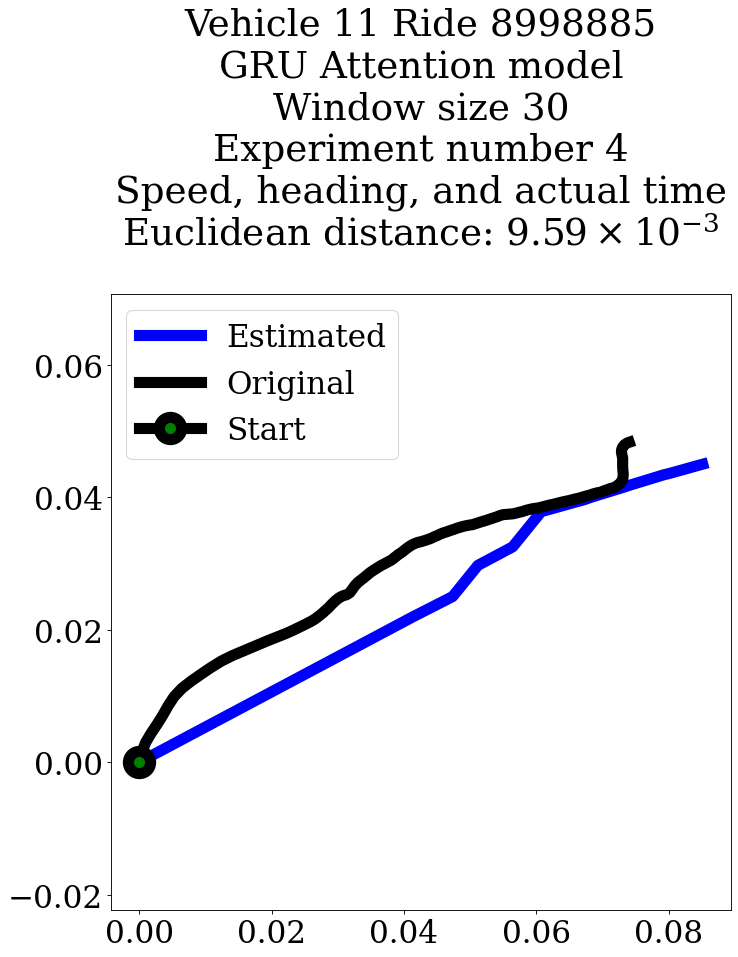 Vehicle 11 Ride 8998885
GRU Attention model
Window size 30
Experiment number 4
Speed, heading, and actual time
Euclidean distance: 9.59 × 10⁻³
Estimated
Original
Start
0.06
0.04
0.02
0.00
−0.02
0.00 0.02 0.04 0.06 0.08